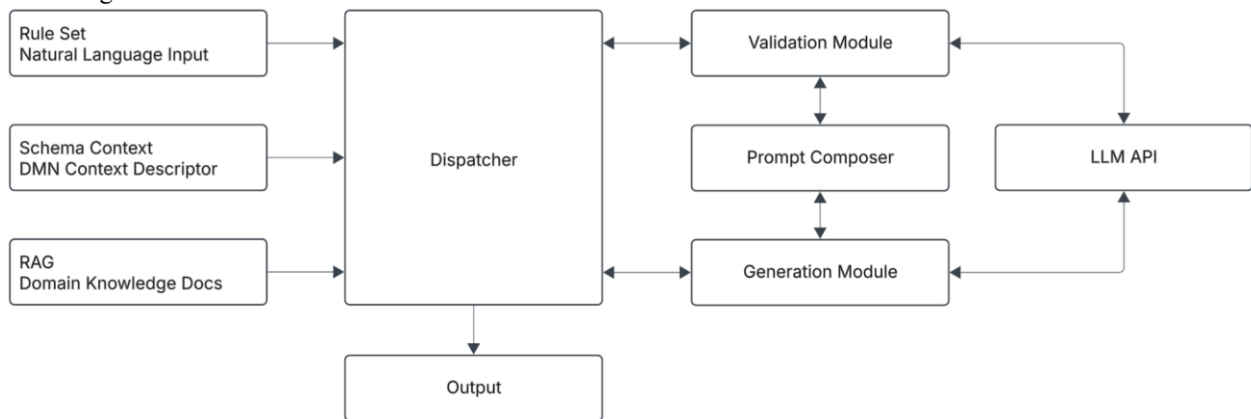 Rule Set
Natural Language Input
Schema Context
DMN Context Descriptor
RAG
Domain Knowledge Docs
Dispatcher
Output
Validation Module
Prompt Composer
Generation Module
LLM API